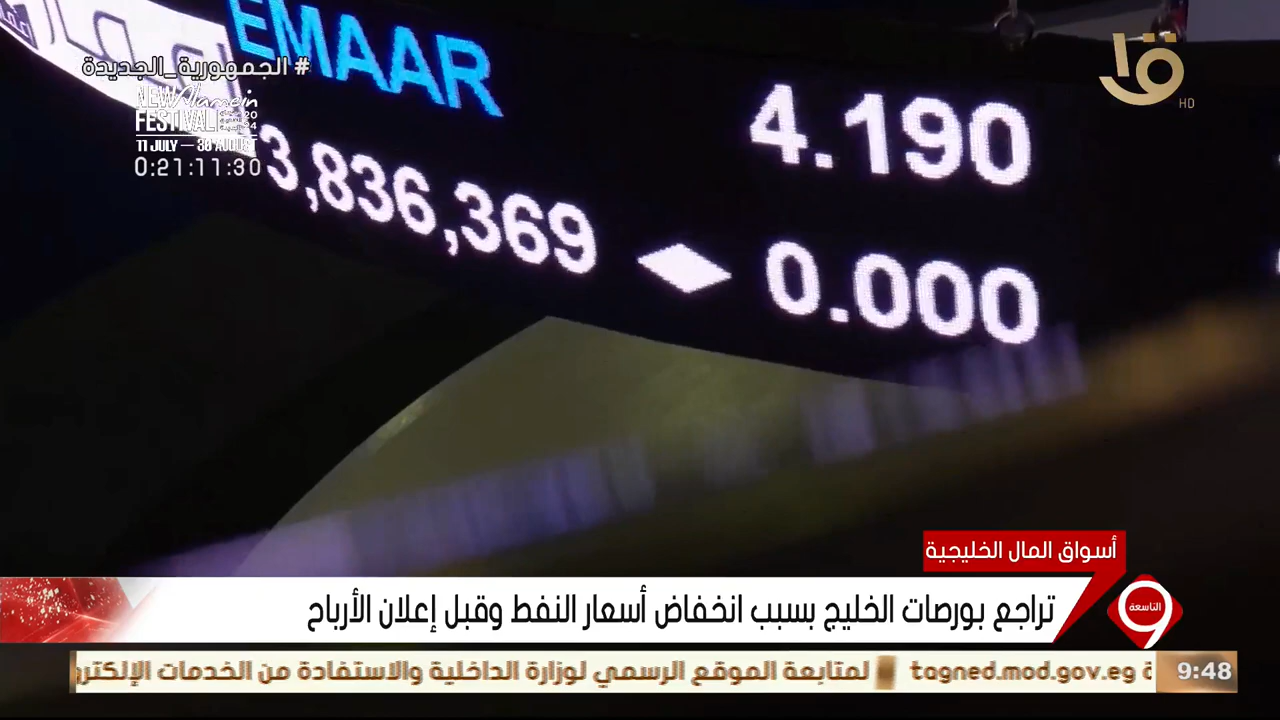 EMAAR
4.190
3,836,369
0.000
# الجمهورية_الجديدة
NEW Alamein
FESTIVAL
11 JULY — 30 AUGUST
0:21:11:30
HD
أسواق المال الخليجية
تراجع بورصات الخليج بسبب انخفاض أسعار النفط وقبل إعلان الأرباح
التاسعة
9
tagned.mod.gov.eg
لمتابعة الموقع الرسمي لوزارة الداخلية والاستفادة من الخدمات
9:48